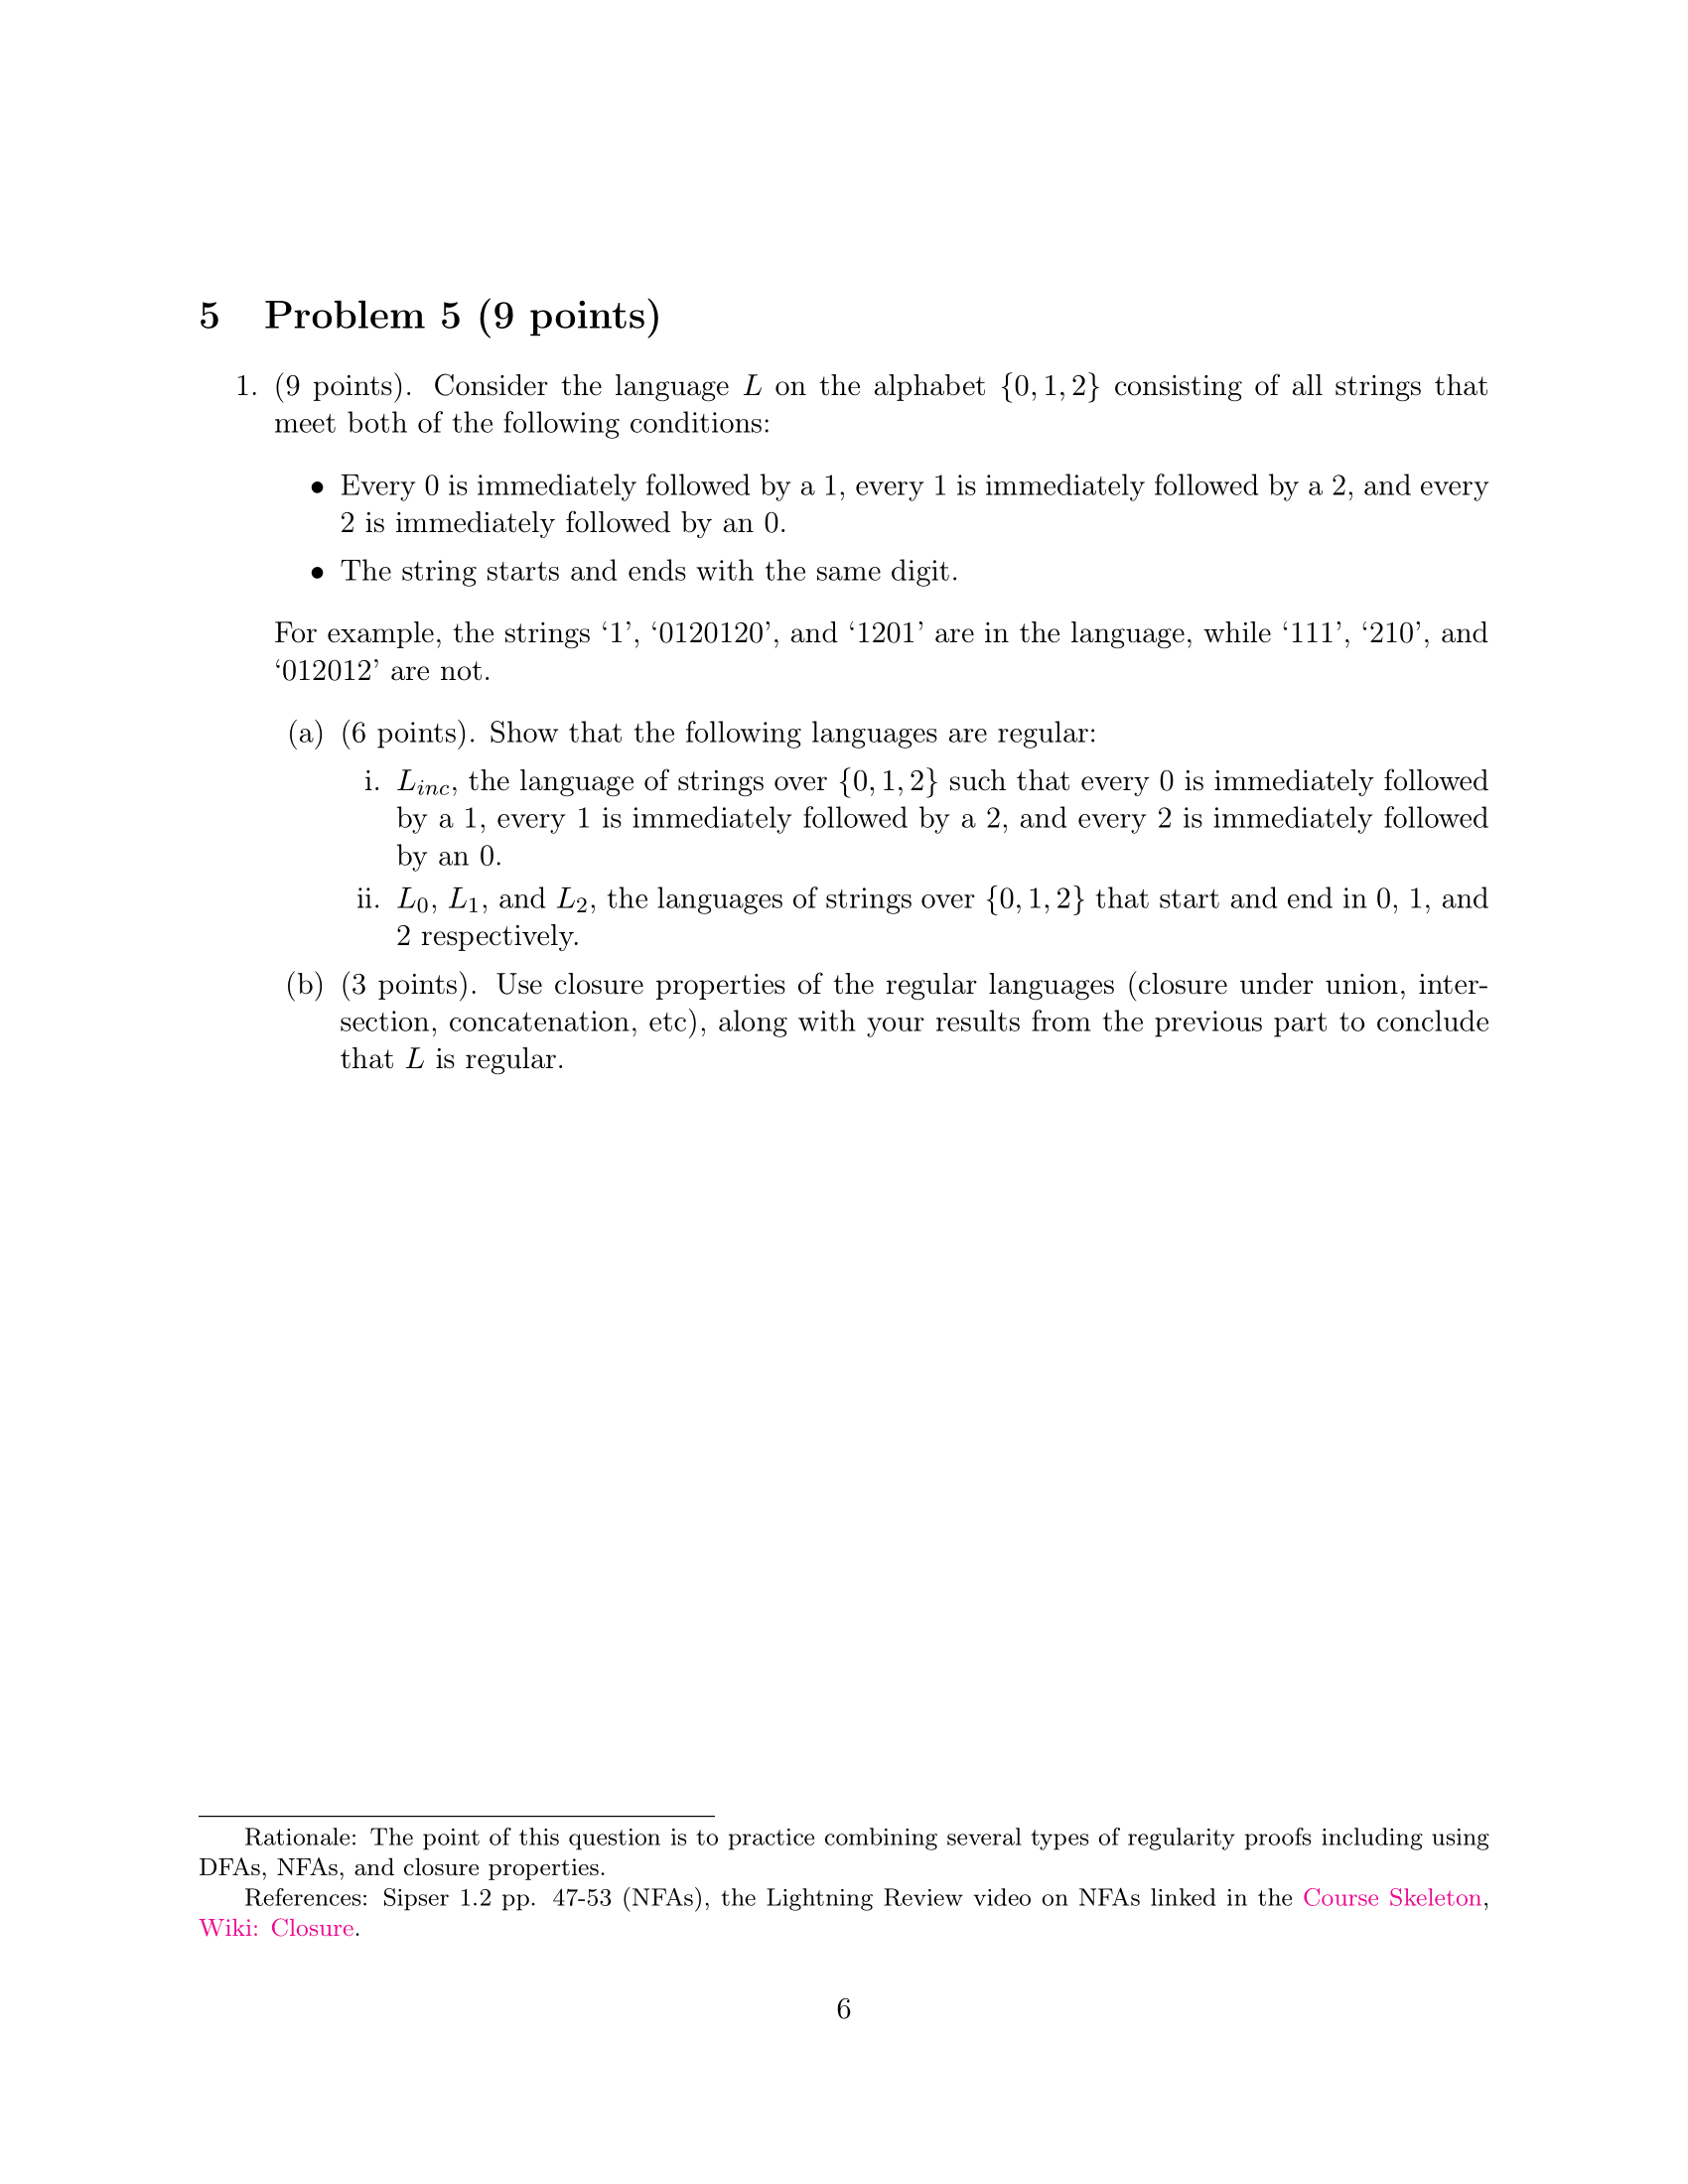 5 Problem 5 (9 points)
1. (9 points). Consider the language L on the alphabet {0, 1, 2} consisting of all strings that
meet both of the following conditions:
• Every 0 is immediately followed by a 1, every 1 is immediately followed by a 2, and every
2 is immediately followed by an 0.
• The string starts and ends with the same digit.
For example, the strings ‘1’, ‘0120120’, and ‘1201’ are in the language, while ‘111’, ‘210’, and
‘012012’ are not.
(a) (6 points). Show that the following languages are regular:
i. L_{inc}, the language of strings over {0, 1, 2} such that every 0 is immediately followed
by a 1, every 1 is immediately followed by a 2, and every 2 is immediately followed
by an 0.
ii. L_0, L_1, and L_2, the languages of strings over {0, 1, 2} that start and end in 0, 1, and
2 respectively.
(b) (3 points). Use closure properties of the regular languages (closure under union, inter-
section, concatenation, etc), along with your results from the previous part to conclude
that L is regular.
Rationale: The point of this question is to practice combining several types of regularity proofs including using
DFAs, NFAs, and closure properties.
References: Sipser 1.2 pp. 47-53 (NFAs), the Lightning Review video on NFAs linked in the Course Skeleton,
Wiki: Closure.
6